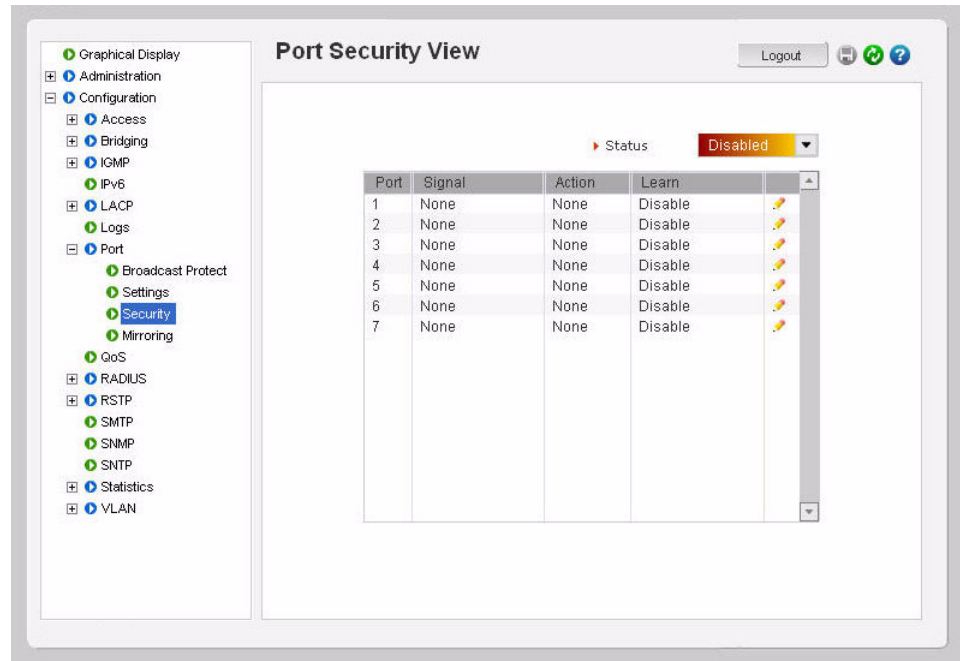 Port Security View
Logout
Graphical Display
Administration
Configuration
Access
Bridging
IGMP
IPv6
LACP
Logs
Port
Broadcast Protect
Settings
Security
Mirroring
QoS
RADIUS
RSTP
SMTP
SNMP
SNTP
Statistics
VLAN
Status Disabled
Port Signal Action Learn
1 None None Disable
2 None None Disable
3 None None Disable
4 None None Disable
5 None None Disable
6 None None Disable
7 None None Disable